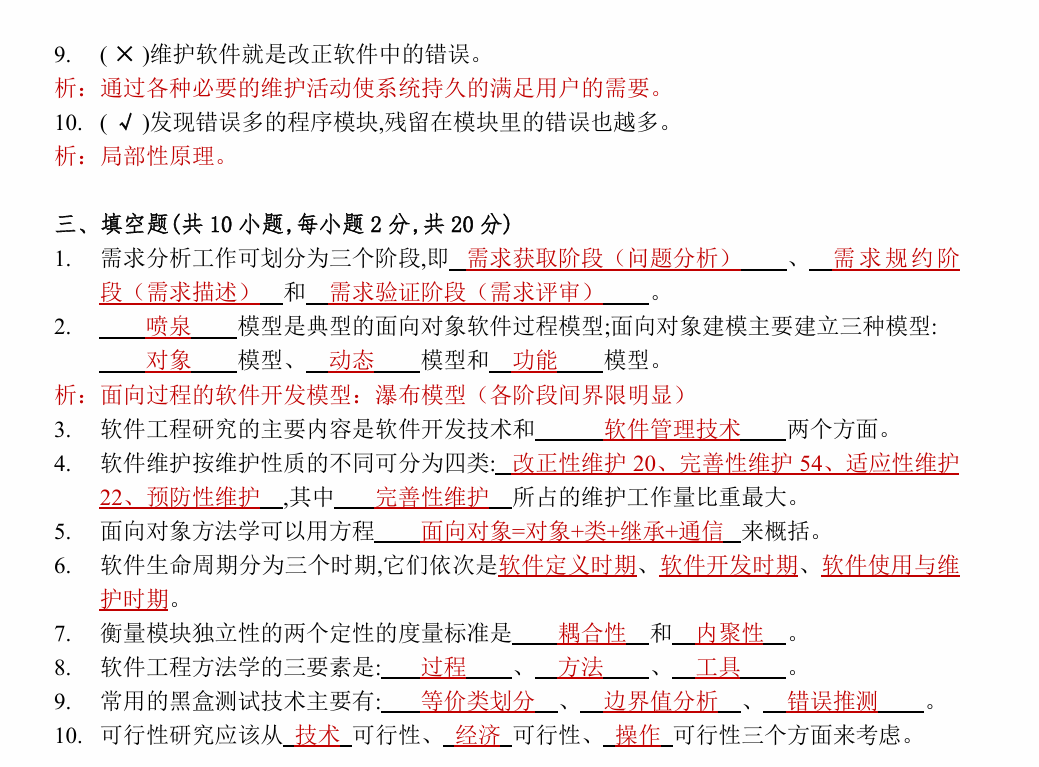 9. ( × )维护软件就是改正软件中的错误。
析：通过各种必要的维护活动使系统持久的满足用户的需要。
10. ( √ )发现错误多的程序模块,残留在模块里的错误也越多。
析：局部性原理。
三、填空题(共 10 小题,每小题 2 分,共 20 分)
1. 需求分析工作可划分为三个阶段,即 需求获取阶段（问题分析） 、 需求规约阶
段（需求描述） 和 需求验证阶段（需求评审） 。
2. 喷泉 模型是典型的面向对象软件过程模型;面向对象建模主要建立三种模型:
对象 模型、 动态 模型和 功能 模型。
析：面向过程的软件开发模型：瀑布模型（各阶段间界限明显）
3. 软件工程研究的主要内容是软件开发技术和 软件管理技术 两个方面。
4. 软件维护按维护性质的不同可分为四类: 改正性维护 20、完善性维护 54、适应性维护
22、预防性维护 ,其中 完善性维护 所占的维护工作量比重最大。
5. 面向对象方法学可以用方程 面向对象=对象+类+继承+通信 来概括。
6. 软件生命周期分为三个时期,它们依次是软件定义时期、软件开发时期、软件使用与维
护时期。
7. 衡量模块独立性的两个定性的度量标准是 耦合性 和 内聚性 。
8. 软件工程方法学的三要素是: 过程 、 方法 、 工具 。
9. 常用的黑盒测试技术主要有: 等价类划分 、 边界值分析 、 错误推测 。
10. 可行性研究应该从 技术 可行性、 经济 可行性、 操作 可行性三个方面来考虑。